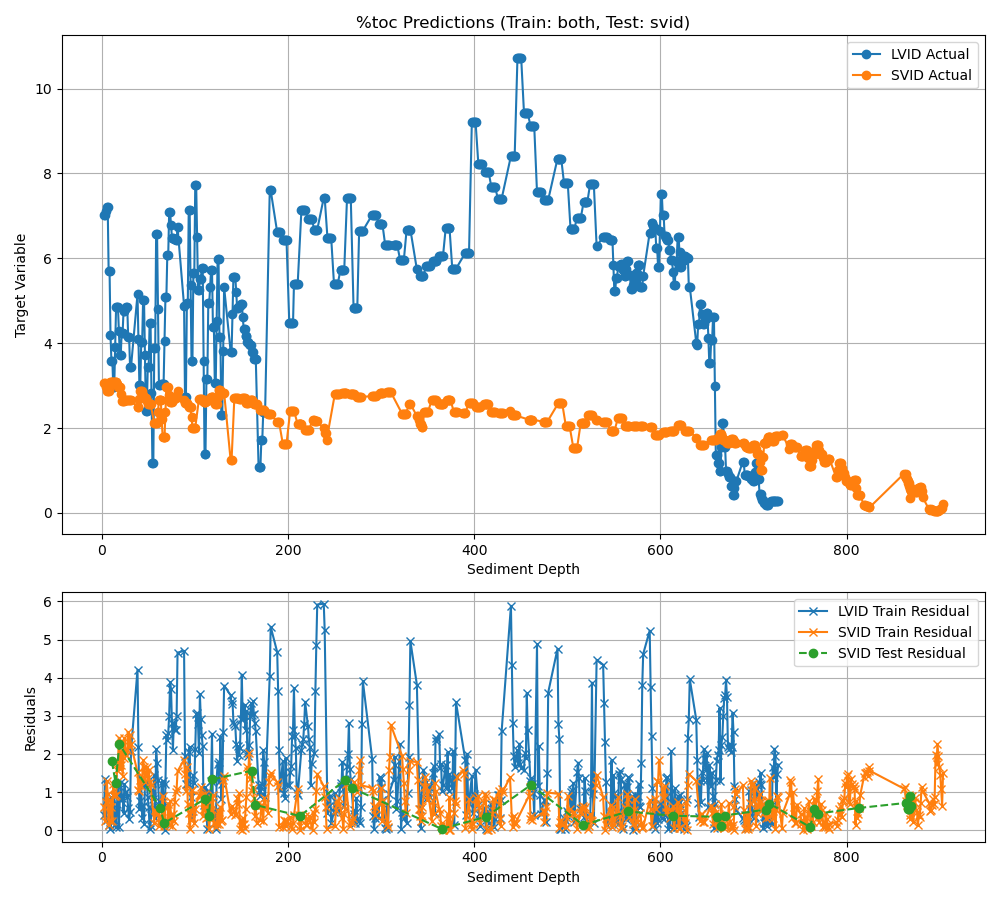 %toc Predictions (Train: both, Test: svid)
LVID Actual
SVID Actual
10
8
6
4
2
0
Target Variable
0 200 400 600 800
Sediment Depth
LVID Train Residual
SVID Train Residual
SVID Test Residual
6
5
4
3
2
1
0
Residuals
0 200 400 600 800
Sediment Depth